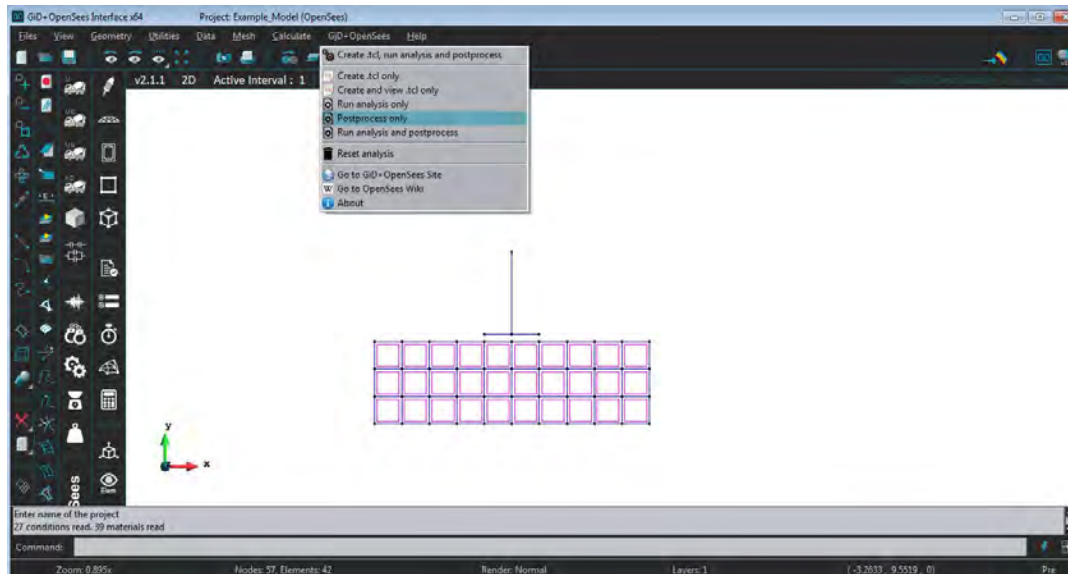 GiD+OpenSees Interface x64 Project: Example_Model (OpenSees)
Files View Geometry Utilities Data Mesh Calculate GiD+OpenSees Help
v2.1.1 2D Active Interval : 1
Create .tcl, run analysis and postprocess
Create .tcl only
Create and view .tcl only
Run analysis only
Postprocess only
Run analysis and postprocess
Reset analysis
Go to GiD+OpenSees Site
W Go to OpenSees Wiki
About
y
x
Sees
Elem
Enter name of the project
27 conditions read. 39 materials read
Command:
Zoom: 0.895x Nodes: 57, Elements: 42 Render: Normal Layers: 1 ( -3.2633 , 9.5519 , 0) Pre